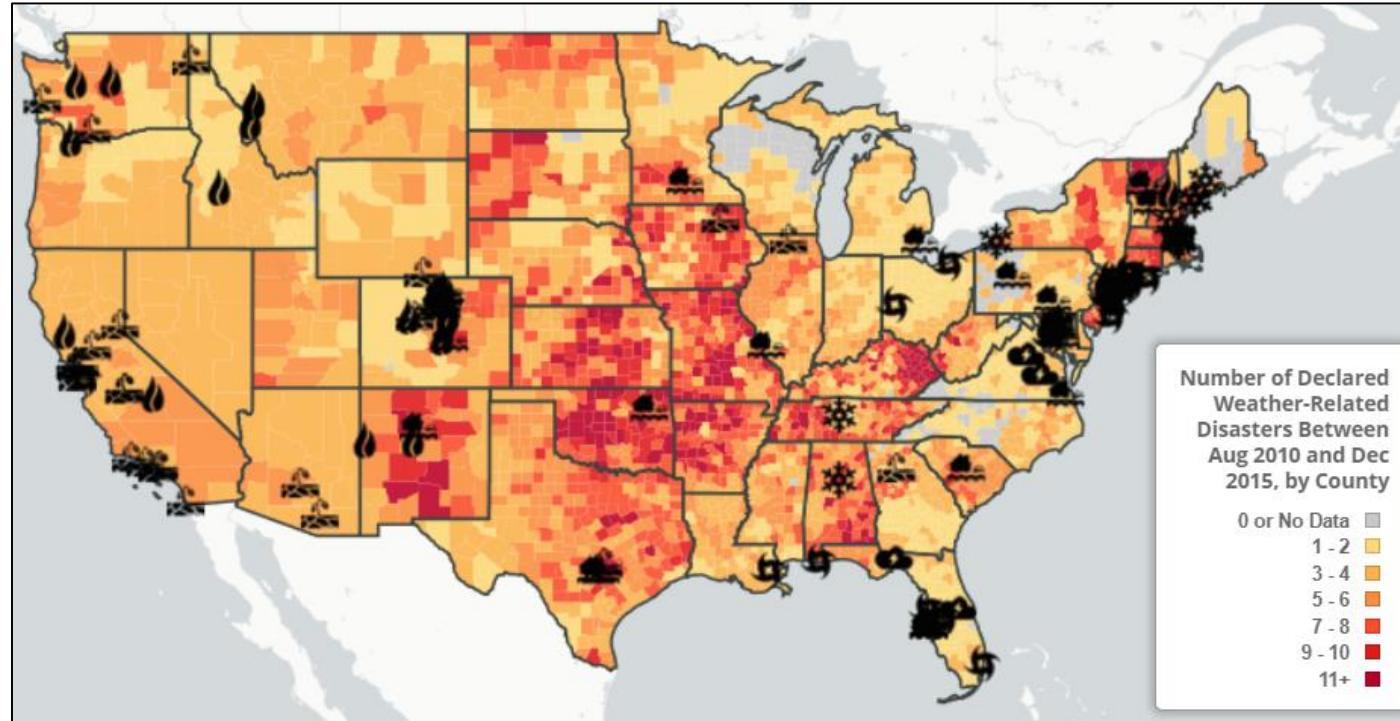 Number of Declared
Weather-Related
Disasters Between
Aug 2010 and Dec
2015, by County
0 or No Data
1 - 2
3 - 4
5 - 6
7 - 8
9 - 10
11+